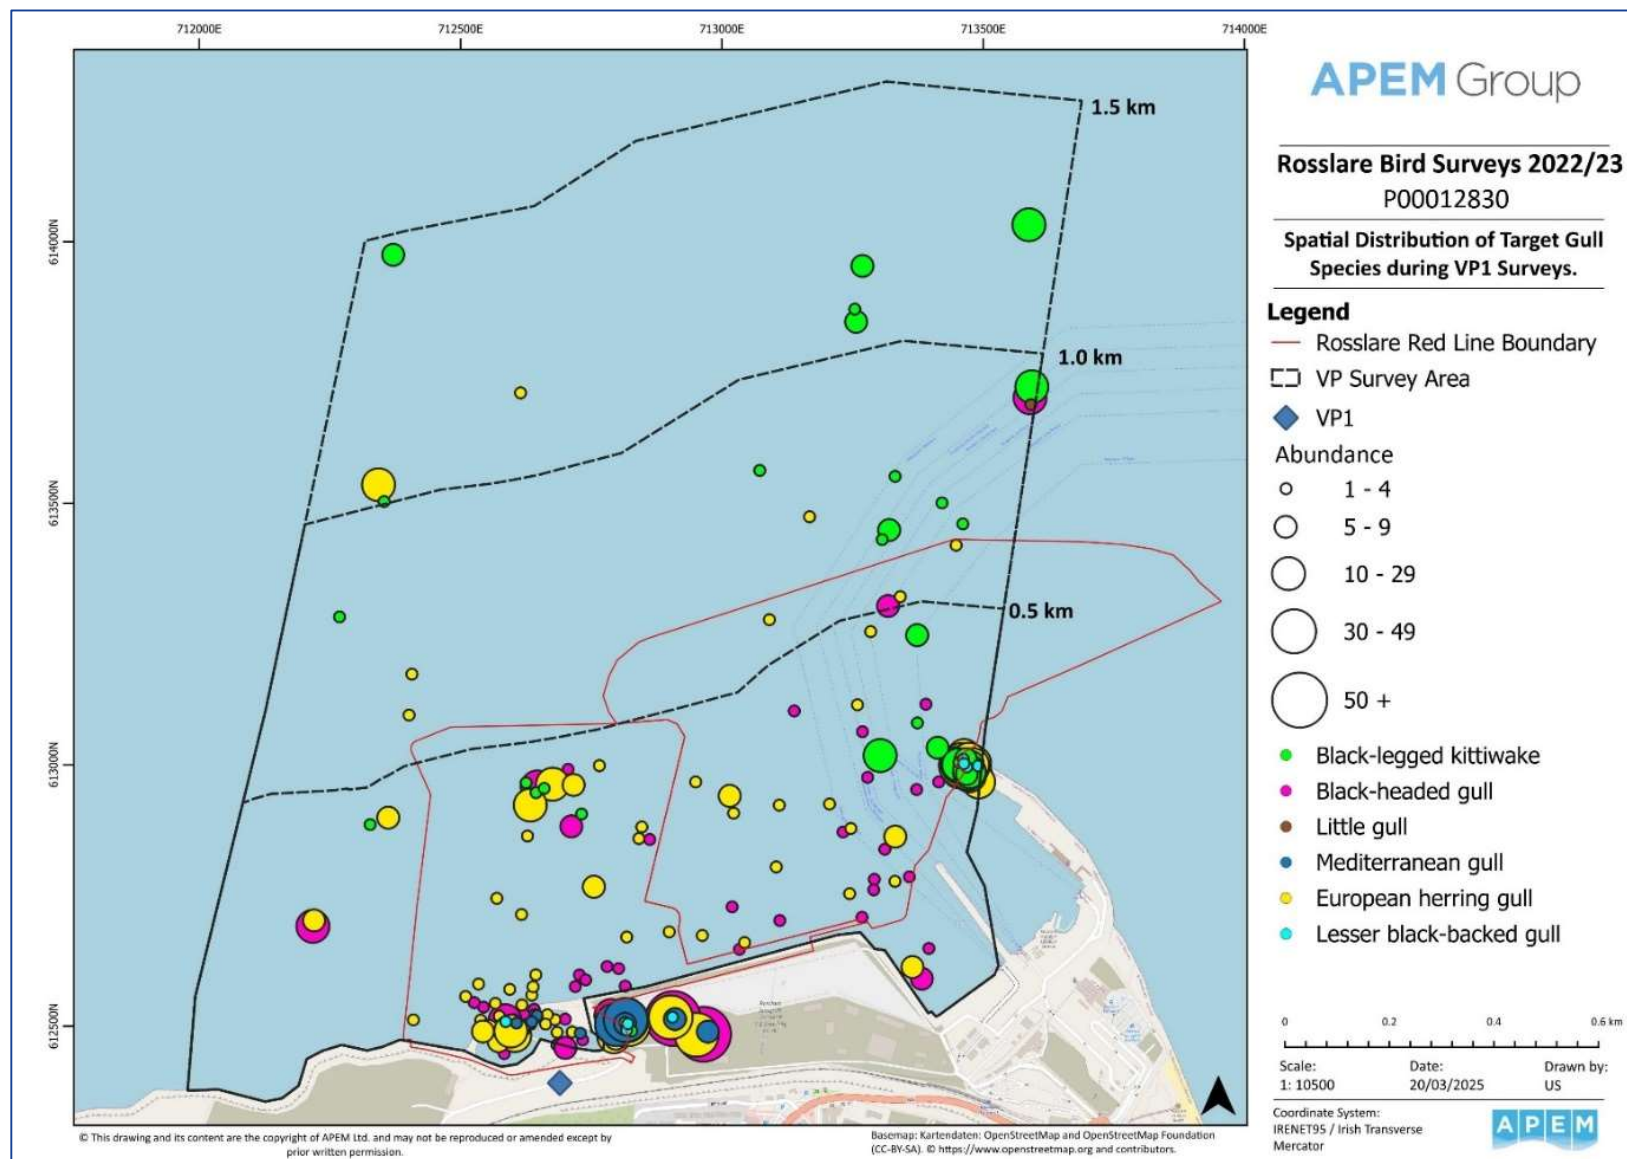 712000E
712500E
713000E
713500E
714000E
614000N
613500N
613000N
612500N
1.5 km
1.0 km
0.5 km
APEM Group
Rosslare Bird Surveys 2022/23
P00012830
Spatial Distribution of Target Gull
Species during VP1 Surveys.
Legend
Rosslare Red Line Boundary
VP Survey Area
VP1
Abundance
1 - 4
5 - 9
10 - 29
30 - 49
50 +
Black-legged kittiwake
Black-headed gull
Little gull
Mediterranean gull
European herring gull
Lesser black-backed gull
0 0.2 0.4 0.6 km
Scale: Date: Drawn by:
1: 10500 20/03/2025 US
Coordinate System:
IRENET95 / Irish Transverse
Mercator
APEM
© This drawing and its content are the copyright of APEM Ltd. and may not be reproduced or amended except by
prior written permission.
Basemap: Kartendaten: OpenStreetMap and OpenStreetMap Foundation
(CC-BY-SA). © https://www.openstreetmap.org and contributors.